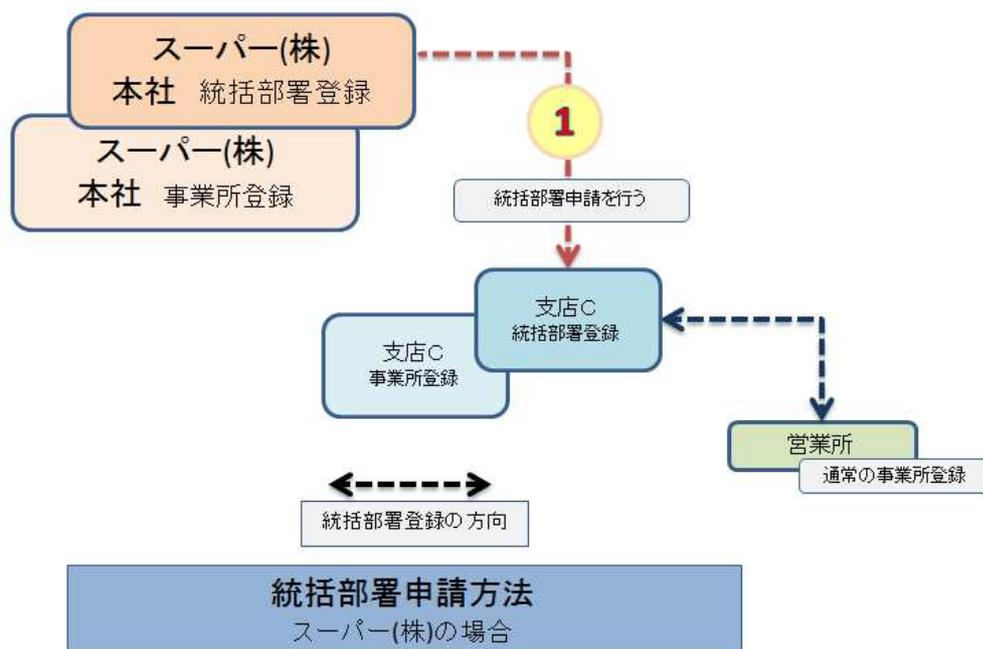 スーパー(株)
本社 統括部署登録
スーパー(株)
本社 事業所登録
1
統括部署申請を行う
支店C
統括部署登録
支店C
事業所登録
営業所
通常の事業所登録
統括部署登録の方向
統括部署申請方法
スーパー(株)の場合